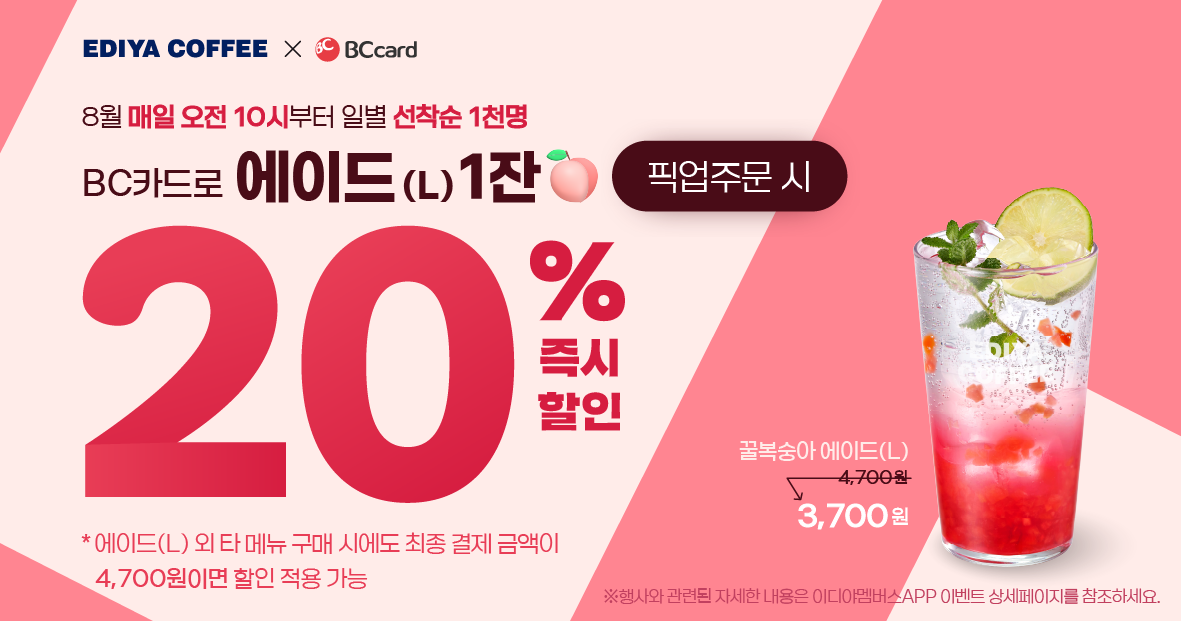 EDIYA COFFEE × BC BCcard
8월 매일 오전 10시부터 일별 선착순 1천명
BC카드로 에이드(L) 1잔 픽업주문 시
20% 즉시 할인
꿀복숭아 에이드(L)
4,700원
3,700원
* 에이드(L) 외 타 메뉴 구매 시에도 최종 결제 금액이
4,700원이면 할인 적용 가능
※행사와 관련된 자세한 내용은 이디야멤버스APP 이벤트 상세페이지를 참조하세요.